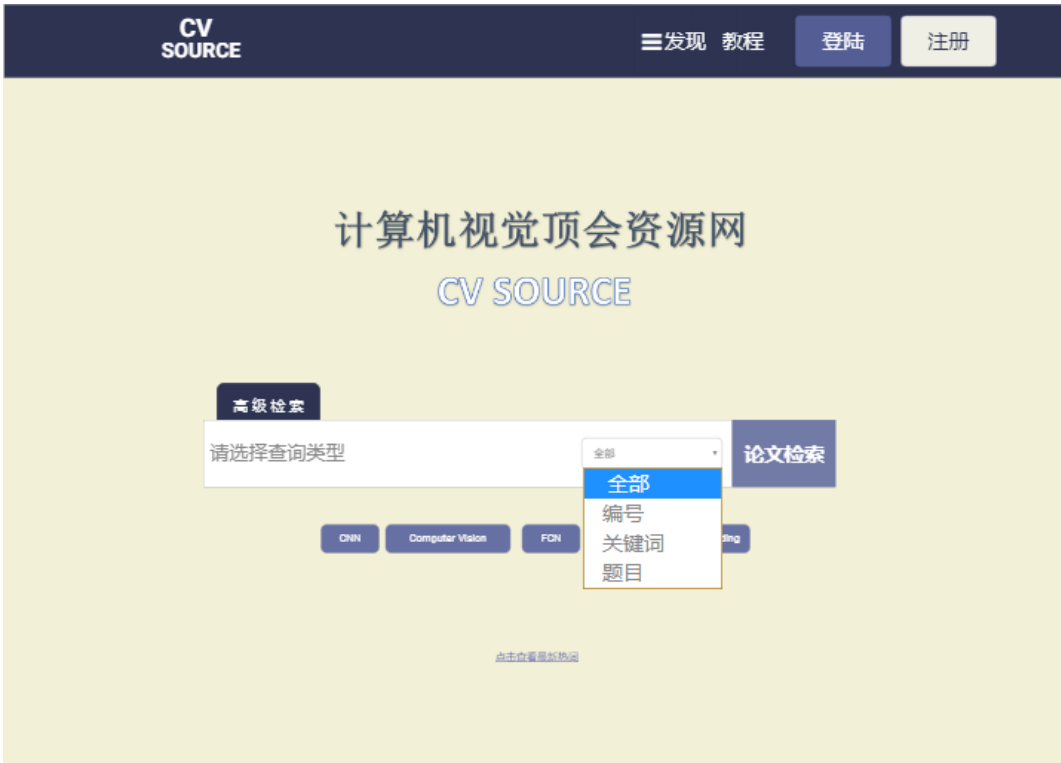 CV
SOURCE
发现 教程 登陆 注册
计算机视觉顶会资源网
CV SOURCE
高级检索
请选择查询类型 全部 论文检索
全部
编号
关键词
题目
CNN Computer Vision FCN
点击查看最新热词